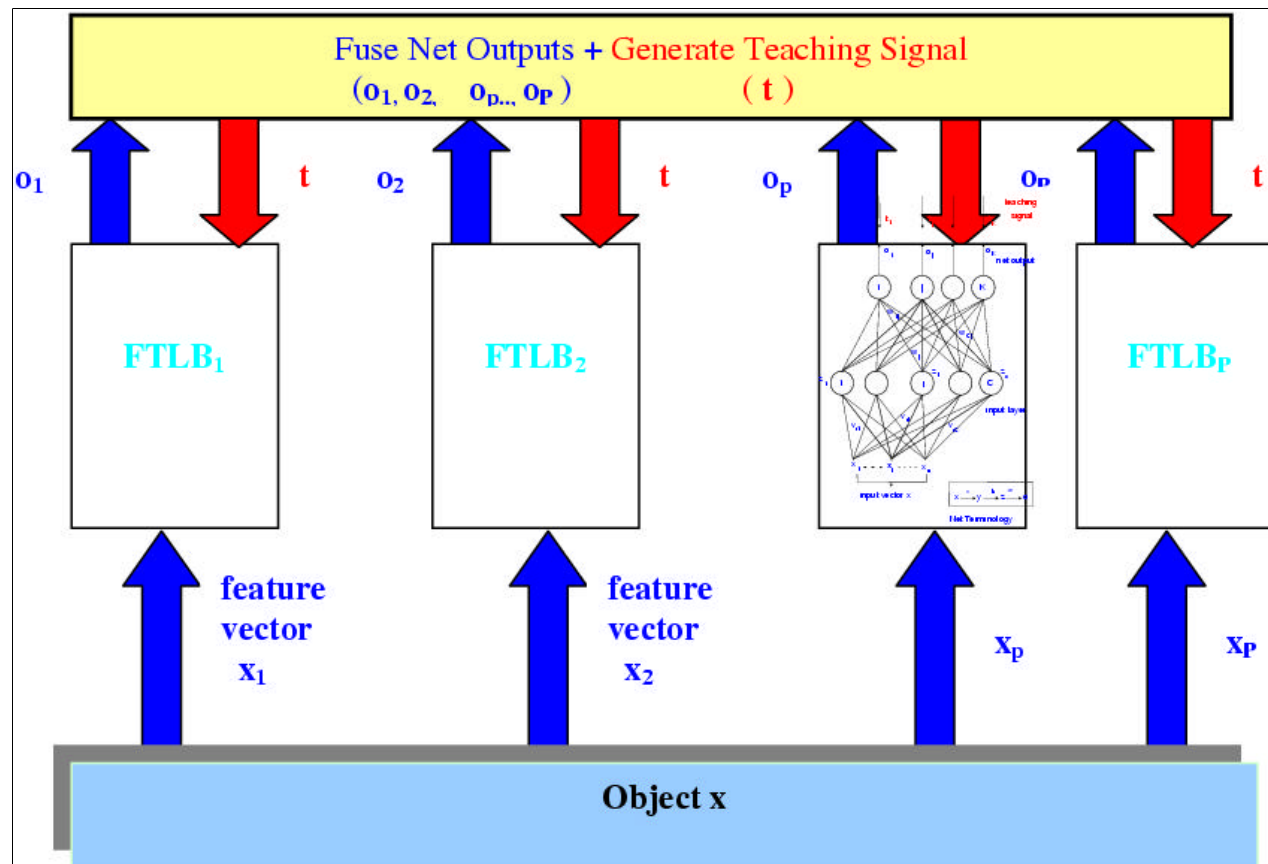 Fuse Net Outputs + Generate Teaching Signal
(o1, o2, op.., oP) ( t )
o1 t o2 t op oP t
teaching
signal
net output
FTLB1 FTLB2 FTLBP
input layer
input vector x
Net Terminology
feature
vector
x1
feature
vector
x2
xp
xP
Object x